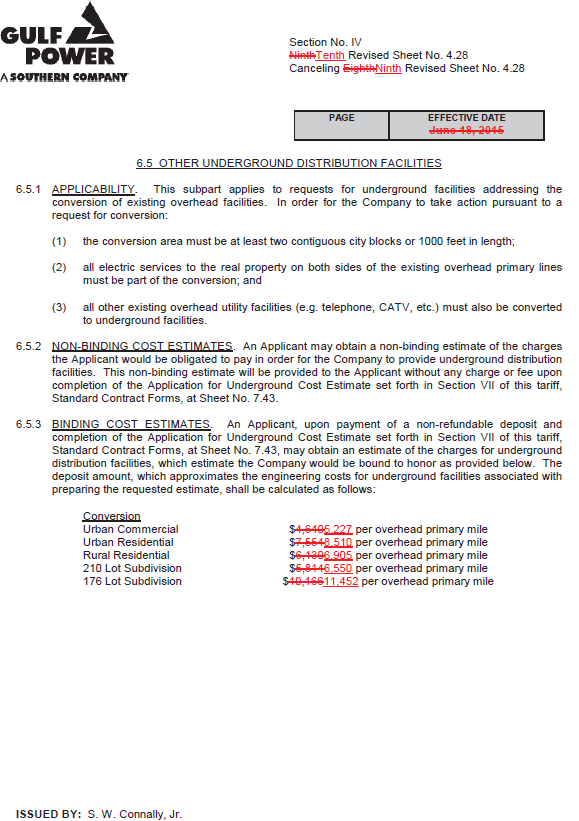 GULF
POWER
A SOUTHERN COMPANY
Section No. IV
NinthTenth Revised Sheet No. 4.28
Canceling EighthNinth Revised Sheet No. 4.28
PAGE EFFECTIVE DATE
June 18, 2015
6.5 OTHER UNDERGROUND DISTRIBUTION FACILITIES
6.5.1 APPLICABILITY. This subpart applies to requests for underground facilities addressing the
conversion of existing overhead facilities. In order for the Company to take action pursuant to a
request for conversion:
(1) the conversion area must be at least two contiguous city blocks or 1000 feet in length;
(2) all electric services to the real property on both sides of the existing overhead primary lines
must be part of the conversion; and
(3) all other existing overhead utility facilities (e.g. telephone, CATV, etc.) must also be converted
to underground facilities.
6.5.2 NON-BINDING COST ESTIMATES. An Applicant may obtain a non-binding estimate of the charges
the Applicant would be obligated to pay in order for the Company to provide underground distribution
facilities. This non-binding estimate will be provided to the Applicant without any charge or fee upon
completion of the Application for Underground Cost Estimate set forth in Section VII of this tariff,
Standard Contract Forms, at Sheet No. 7.43.
6.5.3 BINDING COST ESTIMATES. An Applicant, upon payment of a non-refundable deposit and
completion of the Application for Underground Cost Estimate set forth in Section VII of this tariff,
Standard Contract Forms, at Sheet No. 7.43, may obtain an estimate of the charges for underground
distribution facilities, which estimate the Company would be bound to honor as provided below. The
deposit amount, which approximates the engineering costs for underground facilities associated with
preparing the requested estimate, shall be calculated as follows:
Conversion
Urban Commercial $4,6405,227 per overhead primary mile
Urban Residential $7,5548,510 per overhead primary mile
Rural Residential $6,1306,905 per overhead primary mile
210 Lot Subdivision $5,8146,550 per overhead primary mile
176 Lot Subdivision $10,16611,452 per overhead primary mile
ISSUED BY: S. W. Connally, Jr.